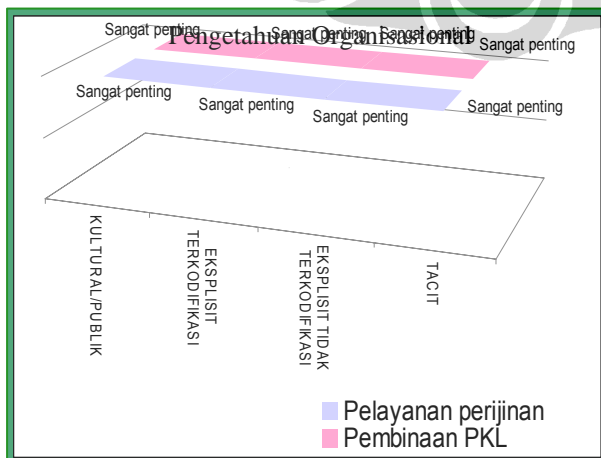 Pengetahuan Organisasional
Sangat penting
Sangat penting
Sangat penting
Sangat penting
Sangat penting
Sangat penting
Sangat penting
Sangat penting
KULTURAL/PUBLIK
EKSPLISIT
TERKODIFIKASI
EKSPLISIT TIDAK
TERKODIFIKASI
TACIT
Pelayanan perijinan
Pembinaan PKL